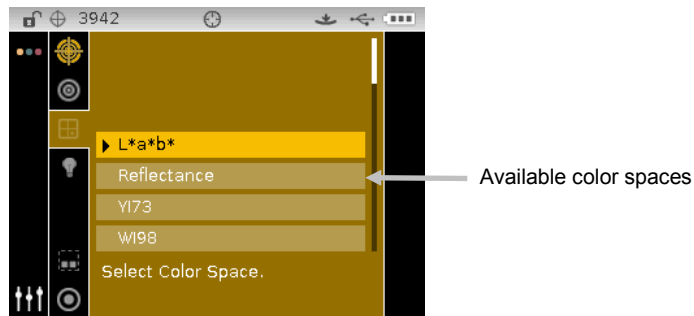 3942
L*a*b*
Reflectance
YI73
WI98
Select Color Space.
Available color spaces